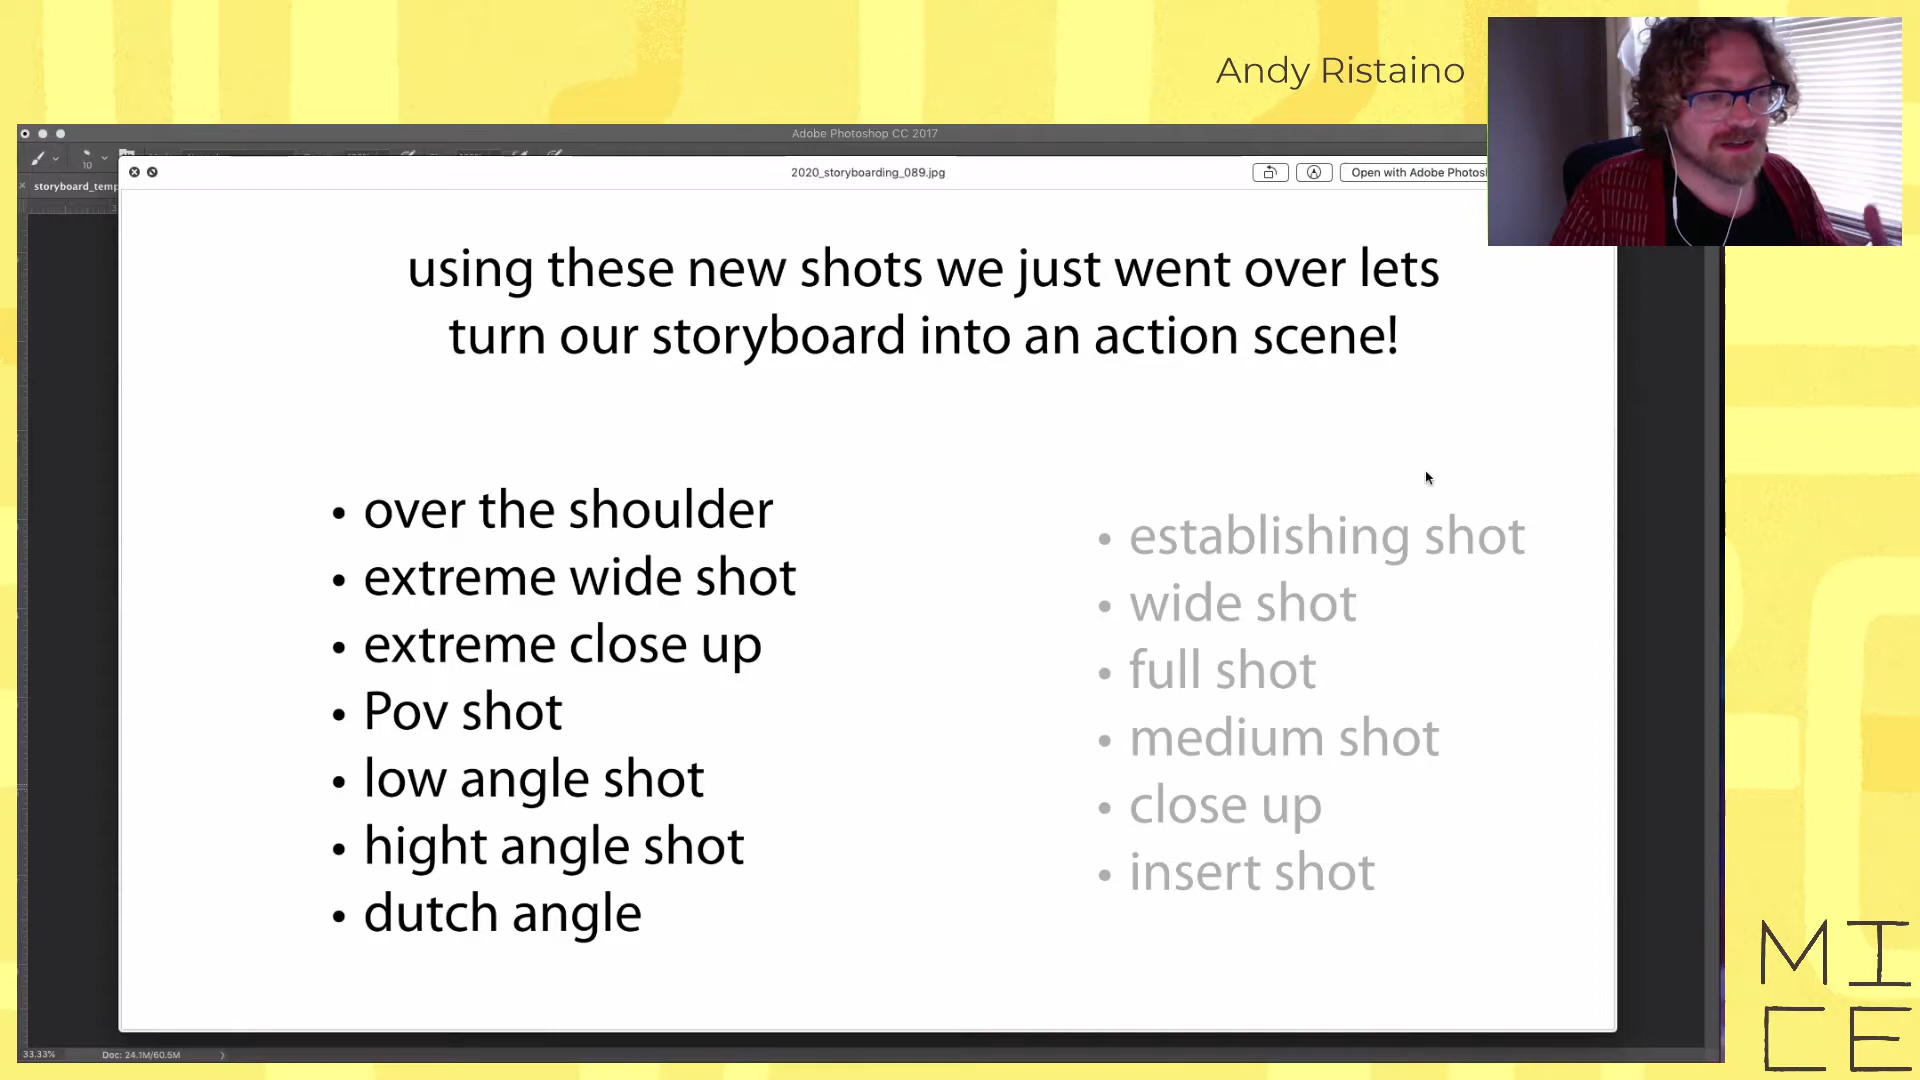 Andy Ristaino
Adobe Photoshop CC 2017
10
storyboard_temp
2020_storyboarding_089.jpg
Open with Adobe Photos
using these new shots we just went over lets
turn our storyboard into an action scene!
• over the shoulder
• extreme wide shot
• extreme close up
• Pov shot
• low angle shot
• hight angle shot
• dutch angle
• establishing shot
• wide shot
• full shot
• medium shot
• close up
• insert shot
MI
CE
33.33%
Doc: 24.1M/60.5M